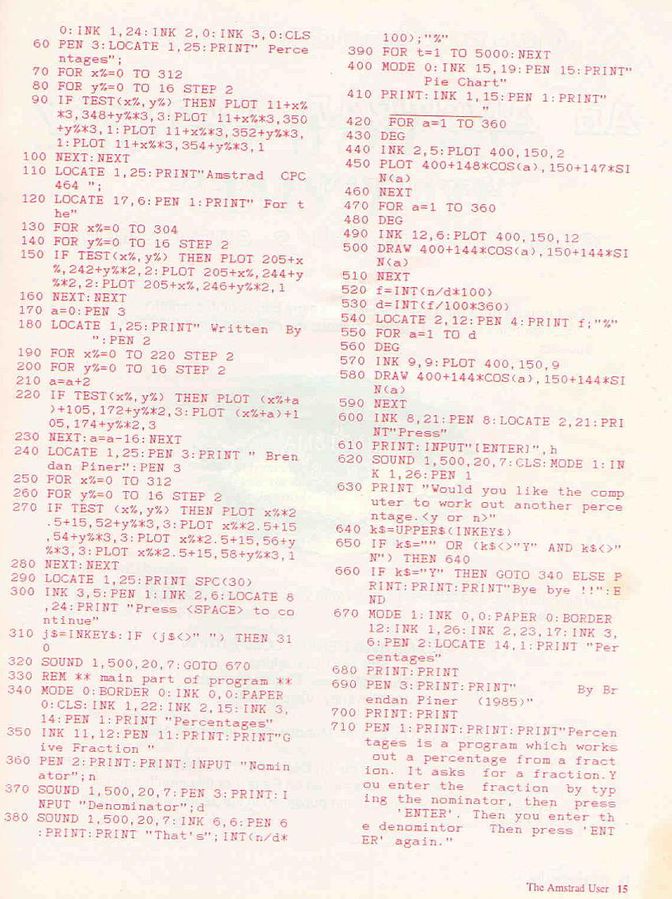 0:INK 1,24:INK 2,0:INK 3,0:CLS
60 PEN 3:LOCATE 1,25:PRINT" Perce
ntages";
70 FOR x%=0 TO 312
80 FOR y%=0 TO 16 STEP 2
90 IF TEST(x%,y%) THEN PLOT 11+x%
*3,348+y%*3,3:PLOT 11+x%*3,350
+y%*3,1:PLOT 11+x%*3,352+y%*3,
1:PLOT 11+x%*3,354+y%*3,1
100 NEXT:NEXT
110 LOCATE 1,25:PRINT"Amstrad  CPC
464 ";
120 LOCATE 17,6:PEN 1:PRINT" For t
he"
130 FOR x%=0 TO 304
140 FOR y%=0 TO 16 STEP 2
150 IF TEST(x%,y%) THEN PLOT 205+x
%,242+y%*2,2:PLOT 205+x%,244+y
%*2,2:PLOT 205+x%,246+y%*2,1
160 NEXT:NEXT
170 a=0:PEN 3
180 LOCATE 1,25:PRINT" Written  By
":PEN 2
190 FOR x%=0 TO 220 STEP 2
200 FOR y%=0 TO 16 STEP 2
210 a=a+2
220 IF TEST(x%,y%) THEN PLOT (x%+a
)+105,172+y%*2,3:PLOT (x%+a)+1
05,174+y%*2,3
230 NEXT:a=a-16:NEXT
240 LOCATE 1,25:PEN 3:PRINT " Bren
dan Piner":PEN 3
250 FOR x%=0 TO 312
260 FOR y%=0 TO 16 STEP 2
270 IF TEST (x%,y%) THEN PLOT x%*2
.5+15,52+y%*3,3:PLOT x%*2.5+15
,54+y%*3,3:PLOT x%*2.5+15,56+y
%*3,3:PLOT x%*2.5+15,58+y%*3,1
280 NEXT:NEXT
290 LOCATE 1,25:PRINT SPC(30)
300 INK 3,5:PEN 1:INK 2,6:LOCATE 8
,24:PRINT "Press <SPACE> to co
ntinue"
310 j$=INKEY$:IF (j$<>" ") THEN 31
0
320 SOUND 1,500,20,7:GOTO 670
330 REM ** main part of program **
340 MODE 0:BORDER 0:INK 0,0:PAPER
0:CLS:INK 1,22:INK 2,15:INK 3,
14:PEN 1:PRINT "Percentages"
350 INK 11,12:PEN 11:PRINT:PRINT"G
ive Fraction "
360 PEN 2:PRINT:PRINT:INPUT "Nomin
ator";n
370 SOUND 1,500,20,7:PEN 3:PRINT:I
NPUT "Denominator";d
380 SOUND 1,500,20,7:INK 6,6:PEN 6
:PRINT:PRINT "That's";INT(n/d*
100);"%"
390 FOR t=1 TO 5000:NEXT
400 MODE 0:INK 15,19:PEN 15:PRINT"
Pie Chart"
410 PRINT:INK 1,15:PEN 1:PRINT"
_________"
420 FOR a=1 TO 360
430 DEG
440 INK 2,5:PLOT 400,150,2
450 PLOT 400+148*COS(a),150+147*SI
N(a)
460 NEXT
470 FOR a=1 TO 360
480 DEG
490 INK 12,6:PLOT 400,150,12
500 DRAW 400+144*COS(a),150+144*SI
N(a)
510 NEXT
520 f=INT(n/d*100)
530 d=INT(f/100*360)
540 LOCATE 2,12:PEN 4:PRINT f;"%"
550 FOR a=1 TO d
560 DEG
570 INK 9,9:PLOT 400,150,9
580 DRAW 400+144*COS(a),150+144*SI
N(a)
590 NEXT
600 INK 8,21:PEN 8:LOCATE 2,21:PRI
NT"Press"
610 PRINT:INPUT"[ENTER]",h
620 SOUND 1,500,20,7:CLS:MODE 1:IN
K 1,26:PEN 1
630 PRINT "Would you like the comp
uter to work out another perce
ntage.<y or n>"
640 k$=UPPER$(INKEY$)
650 IF k$="" OR (k$<>"Y" AND k$<>"
N") THEN 640
660 IF k$="Y" THEN GOTO 340 ELSE P
RINT:PRINT:PRINT"Bye bye !!":E
ND
670 MODE 1:INK 0,0:PAPER 0:BORDER
12:INK 1,26:INK 2,23,17:INK 3,
6:PEN 2:LOCATE 14,1:PRINT "Per
centages"
680 PRINT:PRINT
690 PEN 3:PRINT:PRINT"        By Br
endan Piner  (1985)"
700 PRINT:PRINT
710 PEN 1:PRINT:PRINT:PRINT"Percen
tages is a program which works
out a percentage from a fract
ion. It asks  for a fraction.Y
ou enter the  fraction  by typ
ing the nominator, then  press
'ENTER'. Then you enter th
e denomintor  Then press 'ENT
ER' again."
The Amstrad User 15